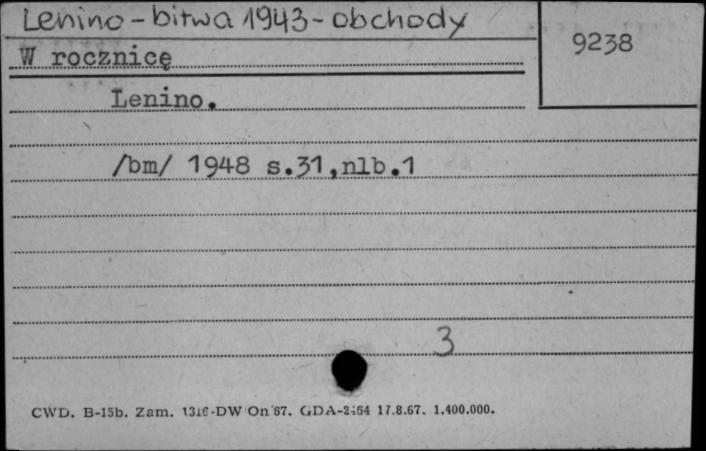 Lenino - bitwa 1943 - obchody
9238
W rocznicę
Lenino.
/bm/ 1948 s.31,nlb.1
3
CWD. B-15b. Zam. 1316-DW On 67. GDA-2164 17.8.67. 1.400.000.